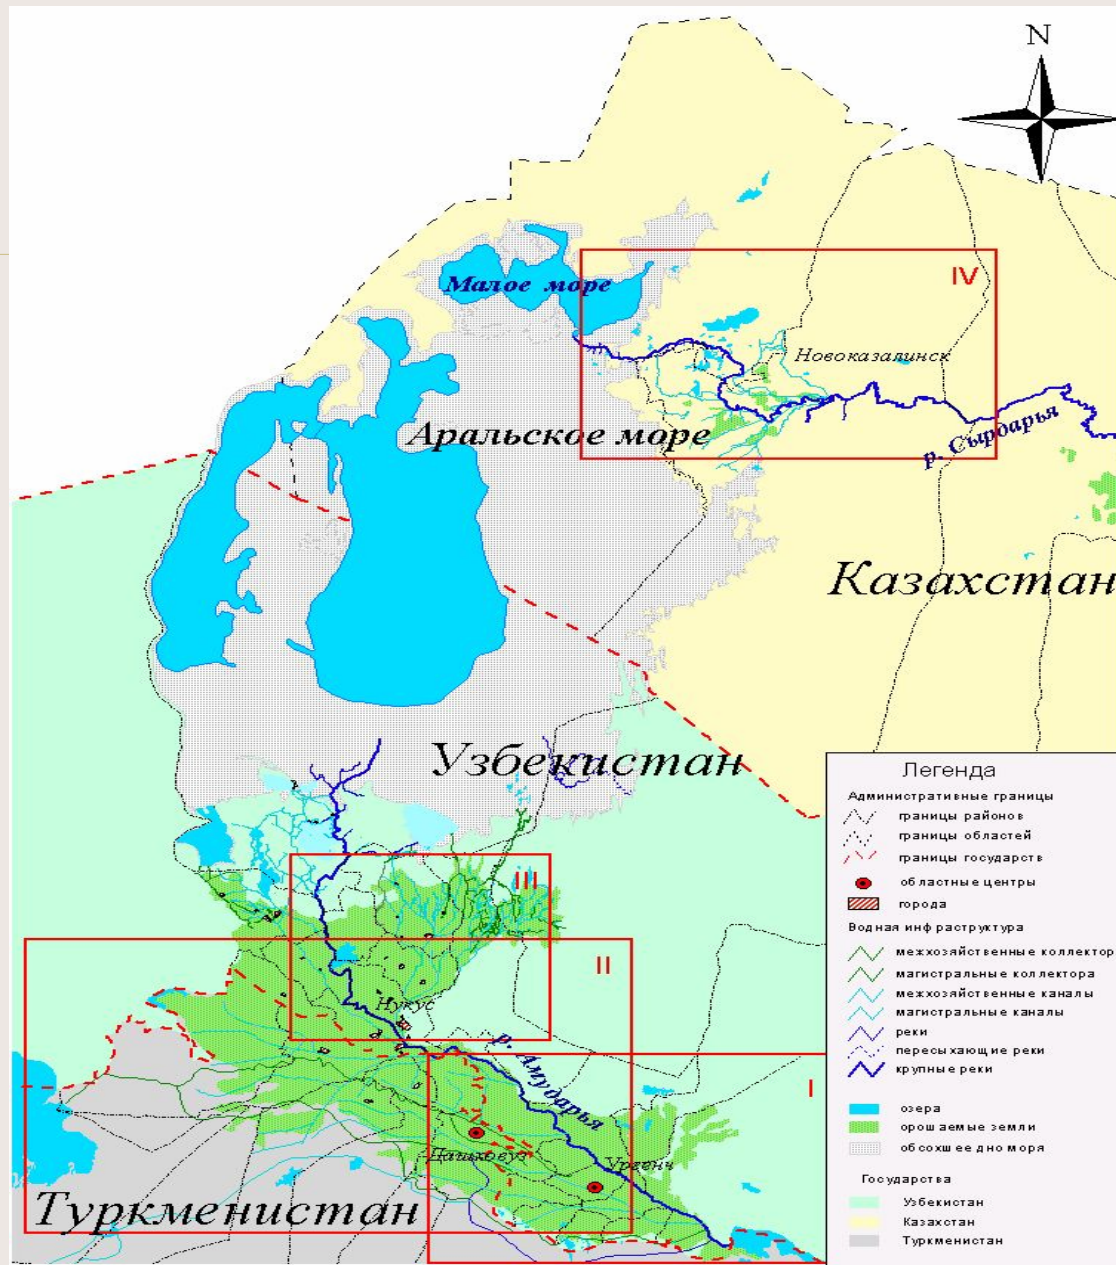 N
IV
Малое море
Новоказалинск
Аральское море
р. Сырдарья
Казахстан
Узбекистан
III
II
Нукус
р. Амударья
I
Дашховуз
Ургенч
Туркменистан
Легенда
Административные границы
границы районов
границы областей
границы государств
областные центры
города
Водная инфраструктура
межхозяйственные коллектор
магистральные коллектора
межхозяйственные каналы
магистральные каналы
реки
пересыхающие реки
крупные реки
озера
орошаемые земли
обсохшее дно моря
Государства
Узбекистан
Казахстан
Туркменистан